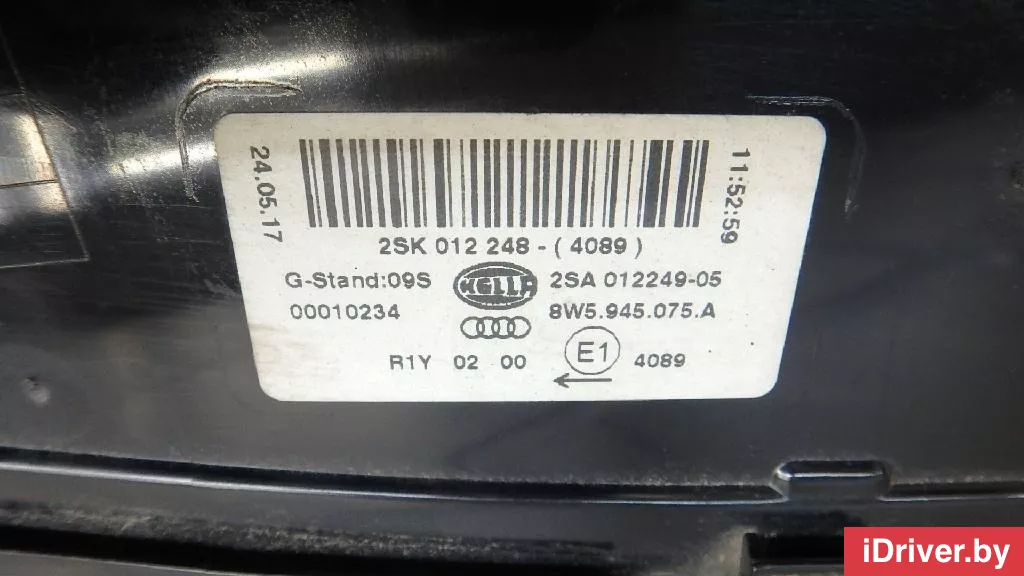 24.05.17
11:52:59
2SK 012 248 - ( 4089 )
G-Stand:09S HELLA 2SA 012249-05
00010234 8W5.945.075.A
R1Y 02 00 E1 4089
iDriver.by